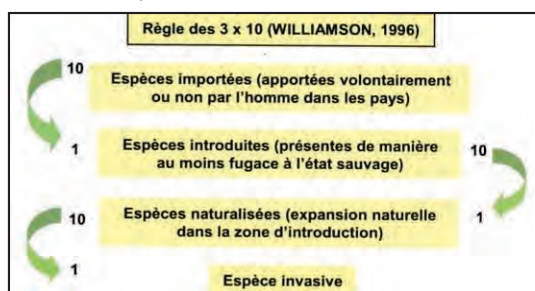 Règle des 3 x 10 (WILLIAMSON, 1996)
10
Espèces importées (apportées volontairement
ou non par l'homme dans les pays)
1
Espèces introduites (présentes de manière
au moins fugace à l'état sauvage)
10
10
Espèces naturalisées (expansion naturelle
dans la zone d'introduction)
1
1
Espèce invasive